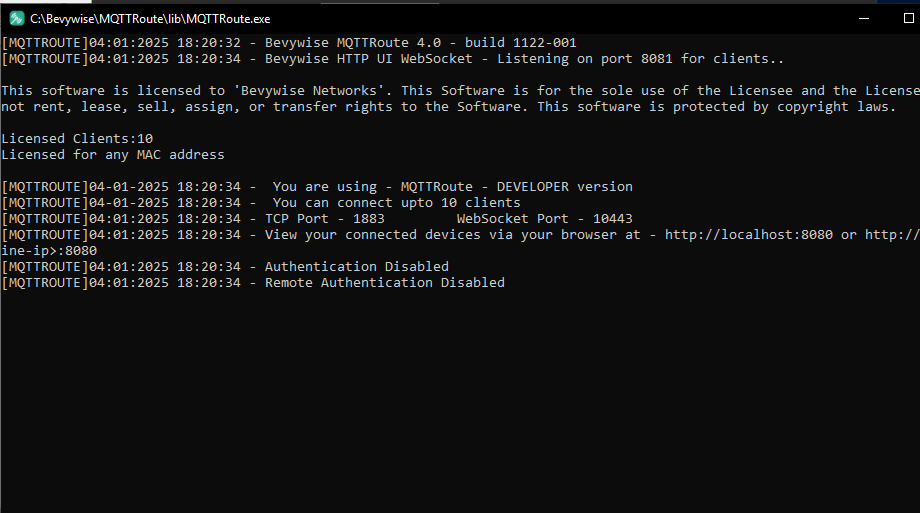 C:\Bevywise\MQTTRoute\lib\MQTTRoute.exe
[MQTTROUTE]04:01:2025 18:20:32 - Bevywise MQTTRoute 4.0 - build 1122-001
[MQTTROUTE]04:01:2025 18:20:34 - Bevywise HTTP UI WebSocket - Listening on port 8081 for clients..
This software is licensed to 'Bevywise Networks'. This Software is for the sole use of the Licensee and the License
not rent, lease, sell, assign, or transfer rights to the Software. This software is protected by copyright laws.
Licensed Clients:10
Licensed for any MAC address
[MQTTROUTE]04-01-2025 18:20:34 -  You are using - MQTTRoute - DEVELOPER version
[MQTTROUTE]04-01-2025 18:20:34 -  You can connect upto 10 clients
[MQTTROUTE]04-01-2025 18:20:34 - TCP Port - 1883         WebSocket Port - 10443
[MQTTROUTE]04-01-2025 18:20:34 - View your connected devices via your browser at - http://localhost:8080 or http://
ine-ip>:8080
[MQTTROUTE]04:01:2025 18:20:34 - Authentication Disabled
[MQTTROUTE]04:01:2025 18:20:34 - Remote Authentication Disabled